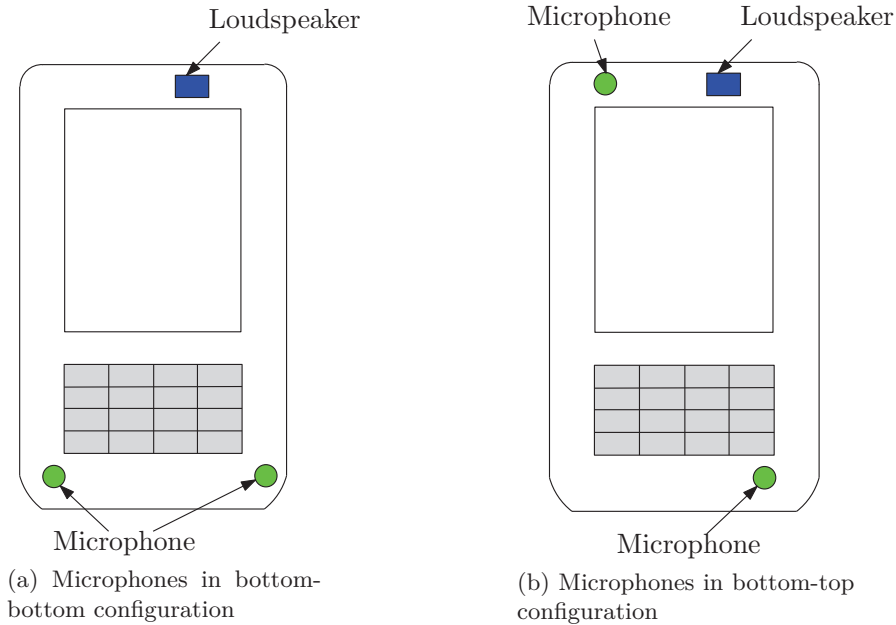 Loudspeaker
Microphone
(a) Microphones in bottom-
bottom configuration
Microphone
Loudspeaker
Microphone
(b) Microphones in bottom-top
configuration